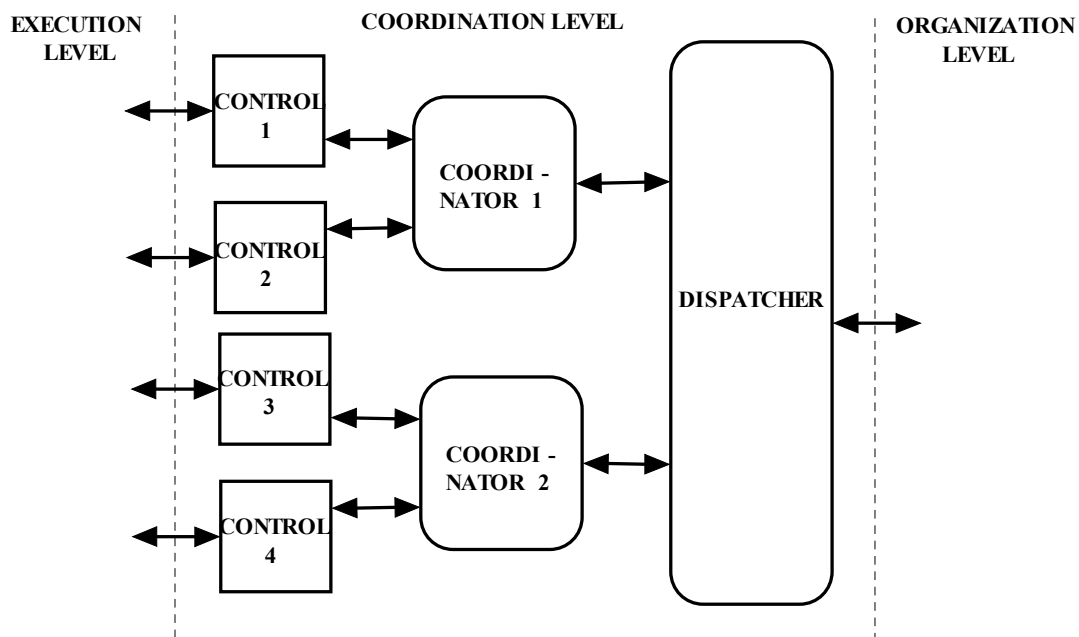 EXECUTION
LEVEL
COORDINATION LEVEL
ORGANIZATION
LEVEL
CONTROL
1
COORDI -
NATOR 1
CONTROL
2
DISPATCHER
CONTROL
3
COORDI -
NATOR 2
CONTROL
4